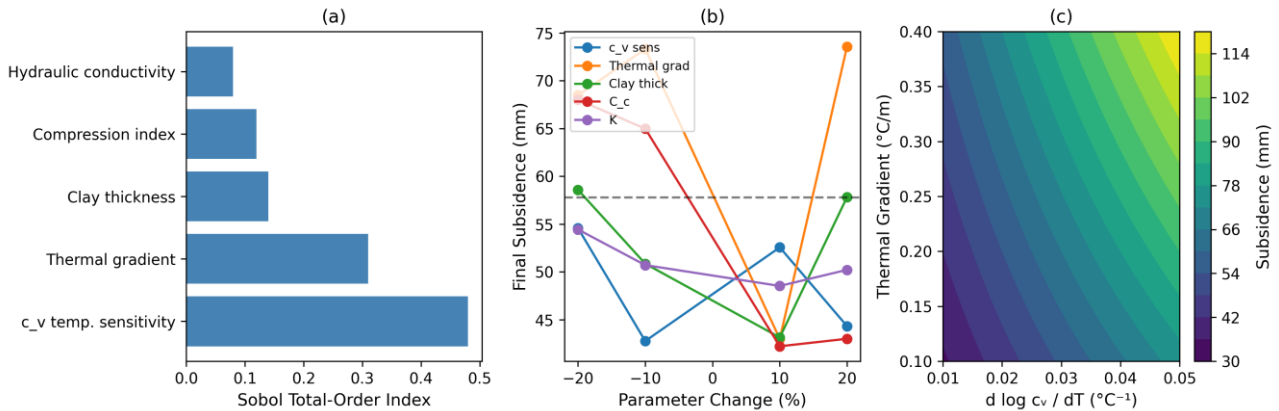 (a)
Hydraulic conductivity
Compression index
Clay thickness
Thermal gradient
c_v temp. sensitivity
0.0 0.1 0.2 0.3 0.4 0.5
Sobol Total-Order Index
(b)
Final Subsidence (mm)
75
70
65
60
55
50
45
c_v sens
Thermal grad
Clay thick
C_c
K
−20 −10 0 10 20
Parameter Change (%)
(c)
Thermal Gradient (°C/m)
0.40
0.35
0.30
0.25
0.20
0.15
0.10
0.01 0.02 0.03 0.04 0.05
d log cᵥ / dT (°C⁻¹)
114
102
90
78
66
54
42
30
Subsidence (mm)